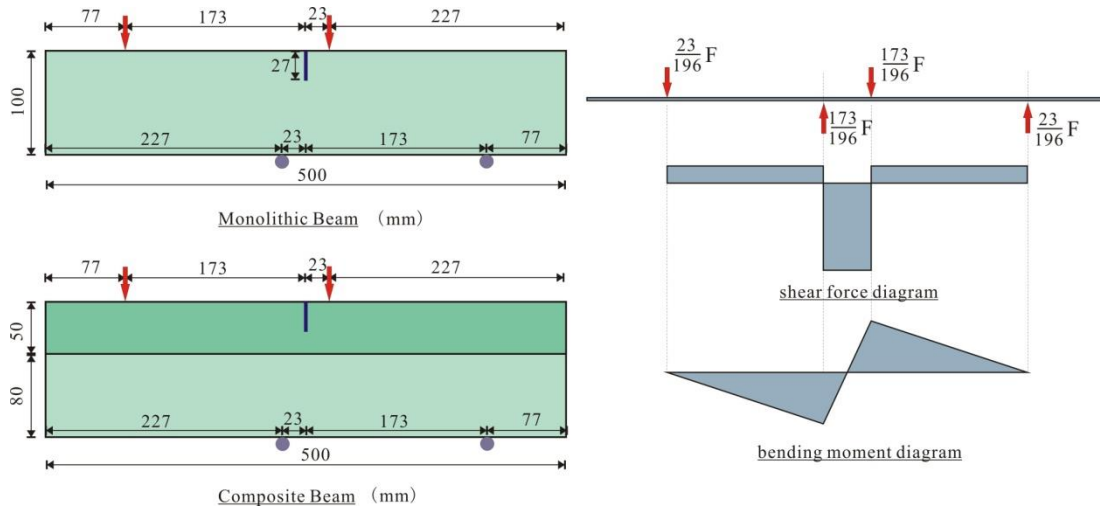 77 173 23 227
27
100
227 23 173 77
500
Monolithic Beam (mm)
77 173 23 227
50
80
227 23 173 77
500
Composite Beam (mm)
23/196 F
173/196 F
173/196 F
23/196 F
shear force diagram
bending moment diagram